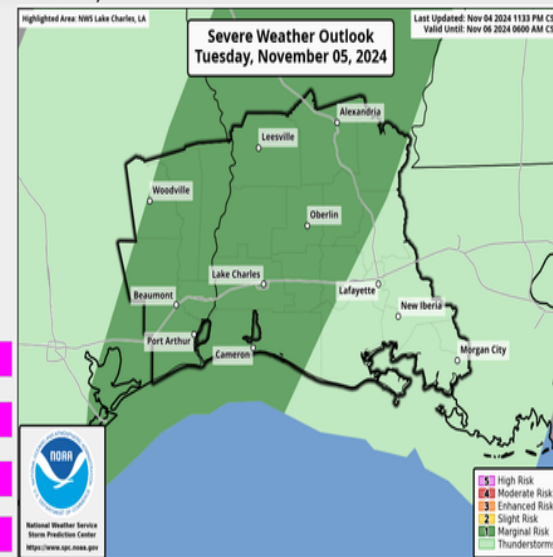 Highlighted Area: NWS Lake Charles, LA
Last Updated: Nov 04 2024 1133 PM CS
Valid Until: Nov 06 2024 0600 AM CS
Severe Weather Outlook
Tuesday, November 05, 2024
Alexandria
Leesville
Woodville
Oberlin
Lake Charles
Beaumont
Lafayette
New Iberia
Port Arthur
Cameron
Morgan City
NOAA
National Weather Service
Storm Prediction Center
https://www.spc.noaa.gov
5 High Risk
4 Moderate Risk
3 Enhanced Risk
2 Slight Risk
1 Marginal Risk
Thunderstorm